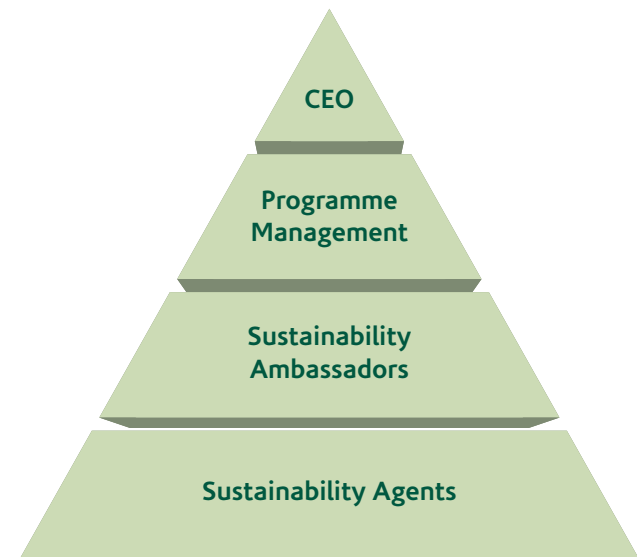 CEO
Programme
Management
Sustainability
Ambassadors
Sustainability Agents